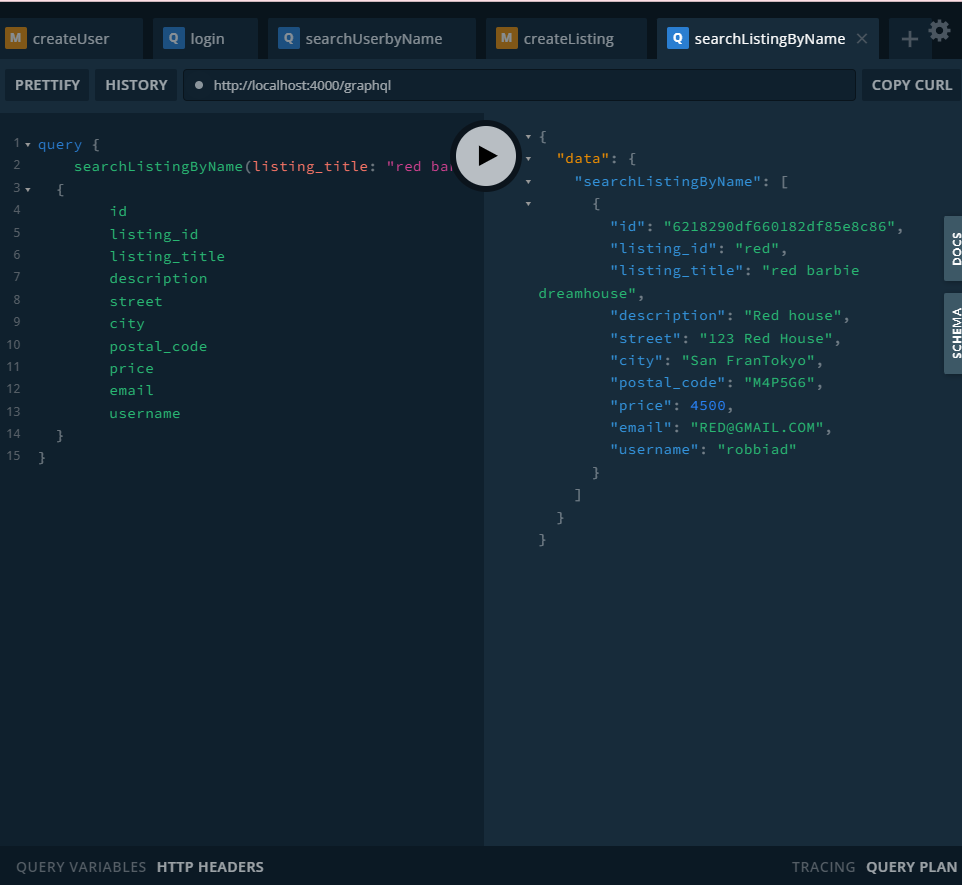 M createUser Q login Q searchUserbyName M createListing Q searchListingByName
PRETTIFY HISTORY http://localhost:4000/graphql COPY CURL
1 query {
2 searchListingByName(listing_title: "red
3 {
4 id
5 listing_id
6 listing_title
7 description
8 street
9 city
10 postal_code
11 price
12 email
13 username
14 }
15 }
{
"data": {
"searchListingByName": [
{
"id": "6218290df660182df85e8c86",
"listing_id": "red",
"listing_title": "red barbie
dreamhouse",
"description": "Red house",
"street": "123 Red House",
"city": "San FranTokyo",
"postal_code": "M4P5G6",
"price": 4500,
"email": "RED@GMAIL.COM",
"username": "robbiad"
}
]
}
}
DOCS
SCHEMA
QUERY VARIABLES HTTP HEADERS
TRACING QUERY PLAN